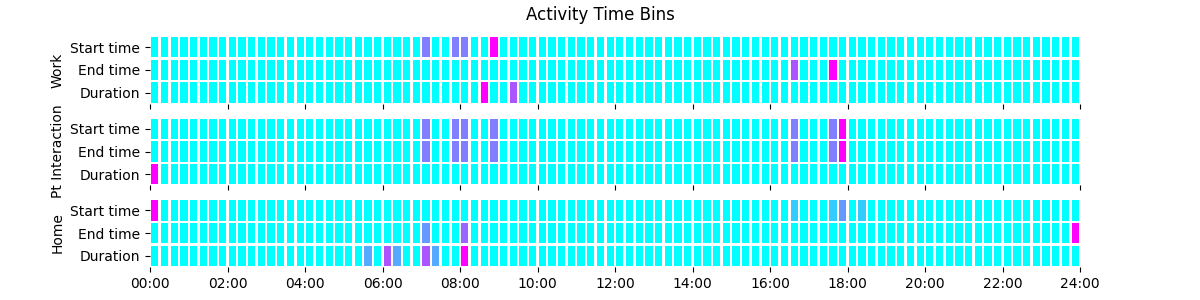 Activity Time Bins
Work
Start time
End time
Duration
Pt Interaction
Start time
End time
Duration
Home
Start time
End time
Duration
00:00 02:00 04:00 06:00 08:00 10:00 12:00 14:00 16:00 18:00 20:00 22:00 24:00